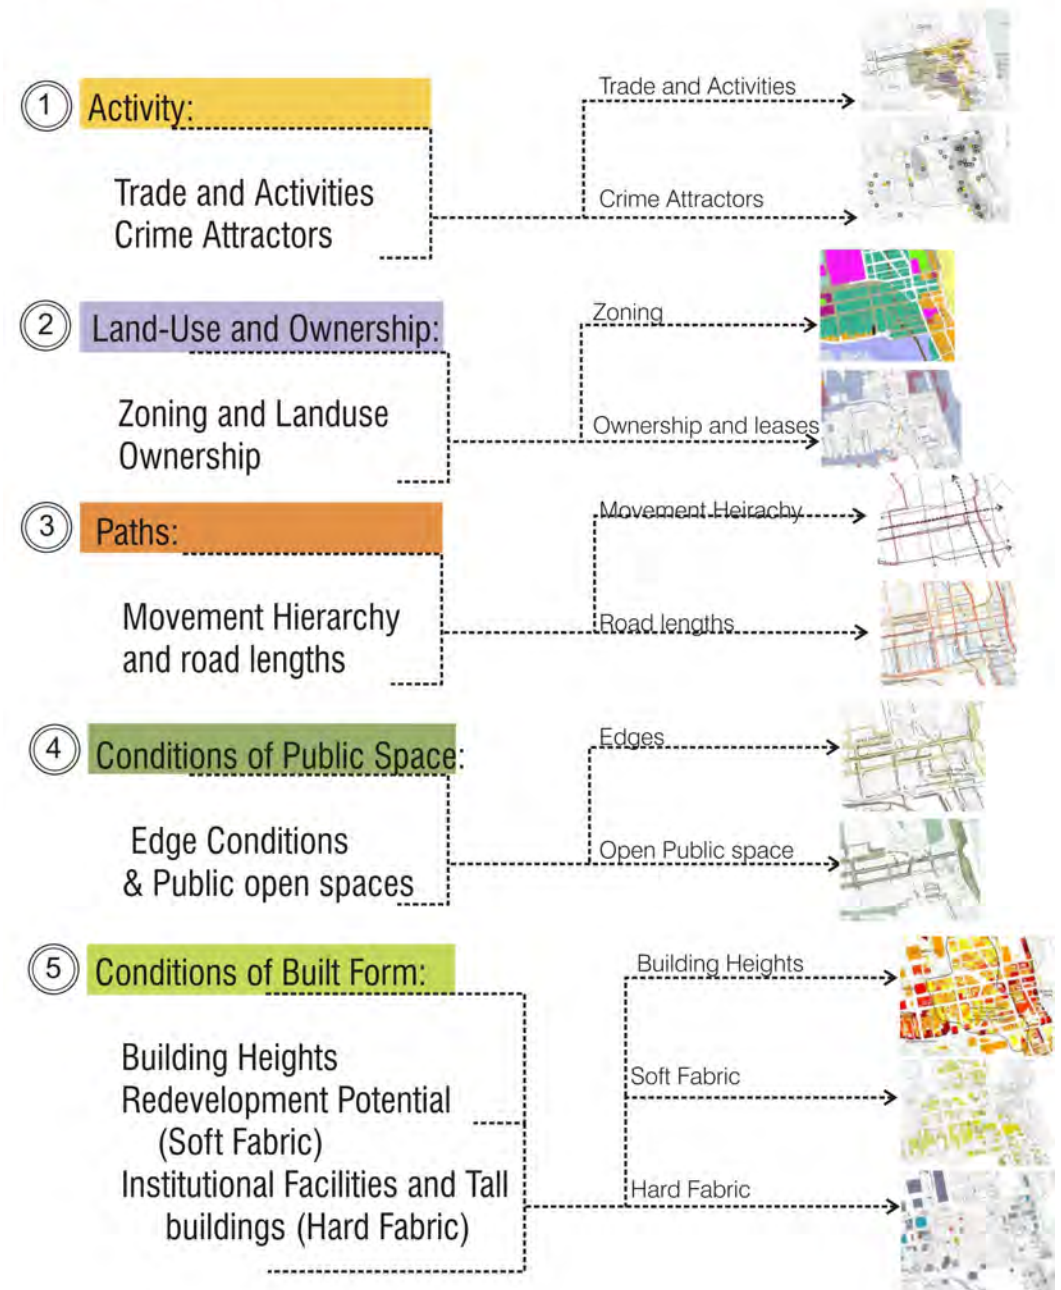 1 Activity:
Trade and Activities
Crime Attractors
Trade and Activities
Crime Attractors
2 Land-Use and Ownership:
Zoning and Landuse
Ownership
Zoning
Ownership and leases
3 Paths:
Movement Hierarchy
and road lengths
Movement Heirachy
Road lengths
4 Conditions of Public Space:
Edge Conditions
& Public open spaces
Edges
Open Public space
5 Conditions of Built Form:
Building Heights
Redevelopment Potential
(Soft Fabric)
Institutional Facilities and Tall
buildings (Hard Fabric)
Building Heights
Soft Fabric
Hard Fabric